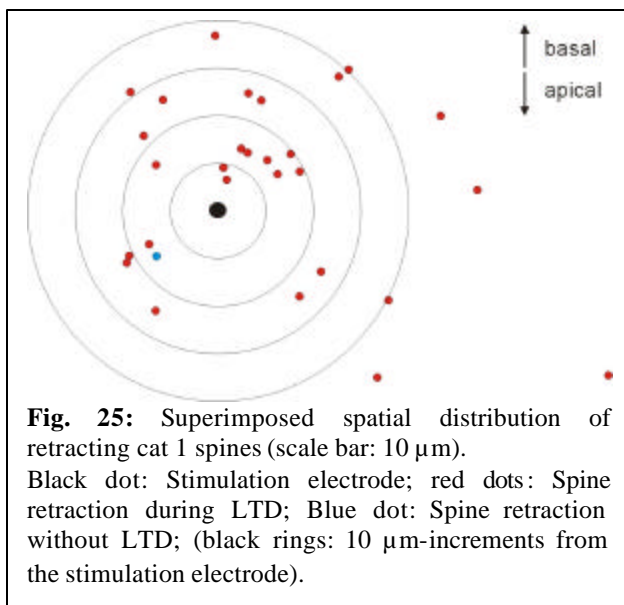 basal
apical
Fig. 25: Superimposed spatial distribution of
retracting cat 1 spines (scale bar: 10 µm).
Black dot: Stimulation electrode; red dots: Spine
retraction during LTD; Blue dot: Spine retraction
without LTD; (black rings: 10 µm-increments from
the stimulation electrode).